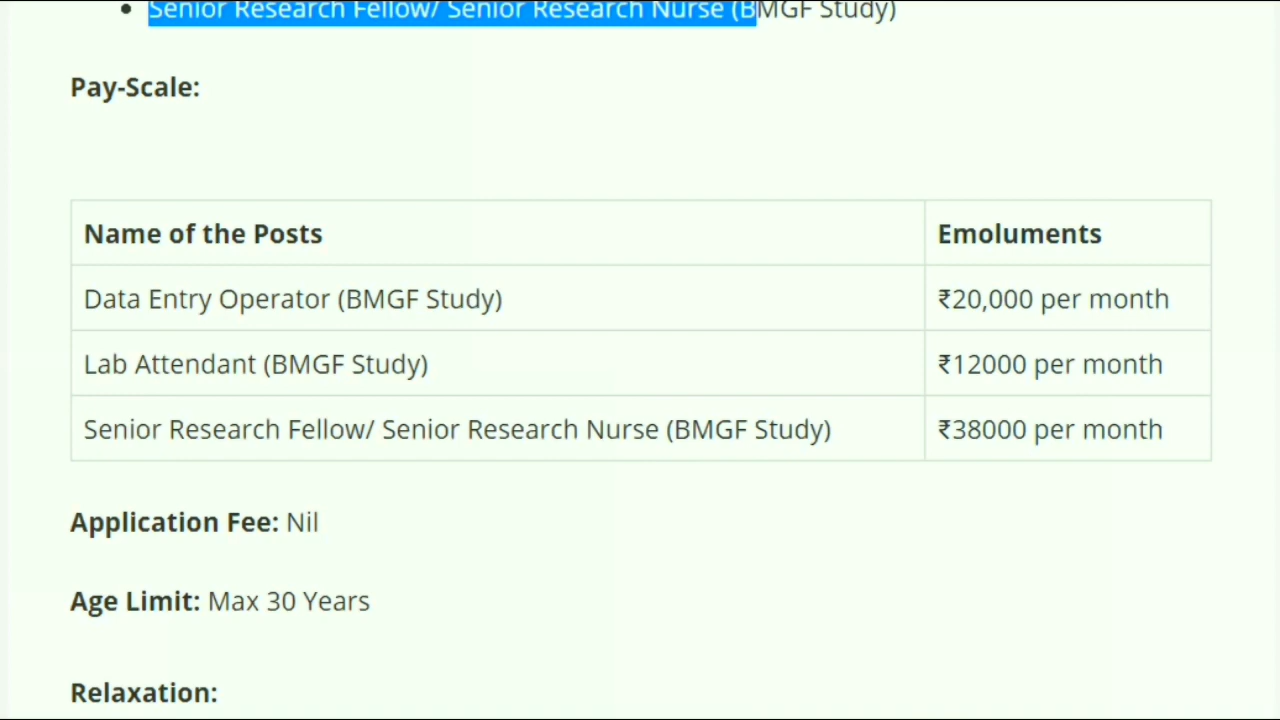 Senior Research Fellow/ Senior Research Nurse (BMGF Study)
Pay-Scale:
Name of the Posts Emoluments
Data Entry Operator (BMGF Study) ₹20,000 per month
Lab Attendant (BMGF Study) ₹12000 per month
Senior Research Fellow/ Senior Research Nurse (BMGF Study) ₹38000 per month
Application Fee: Nil
Age Limit: Max 30 Years
Relaxation: